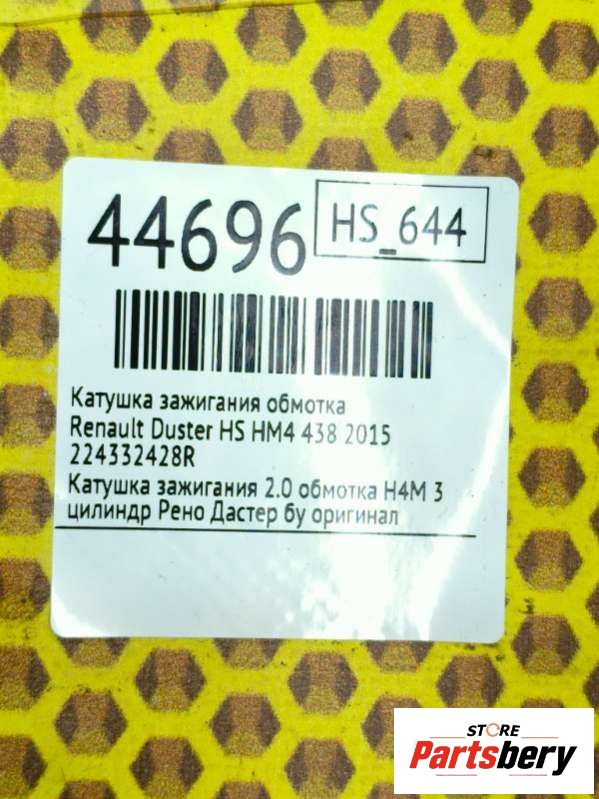 44696
HS_644
Катушка зажигания обмотка
Renault Duster HS HM4 438 2015
224332428R
Катушка зажигания 2.0 обмотка H4M 3
цилиндр Рено Дастер бу оригинал
STORE
Partsbery